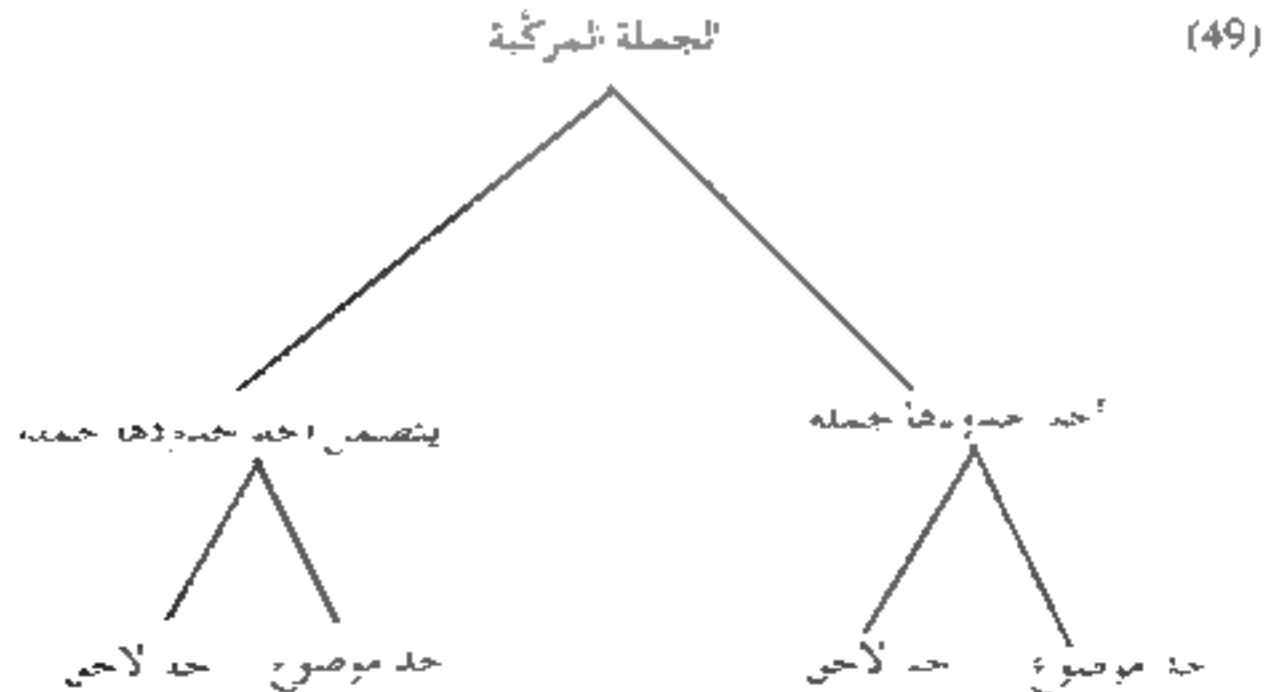 (49) الجملة المركّبة
أحد حدودها جملة
يتضمن أحد حدودها جملة
حد موضوع
حد لاحق
حد موضوع
حد لاحق